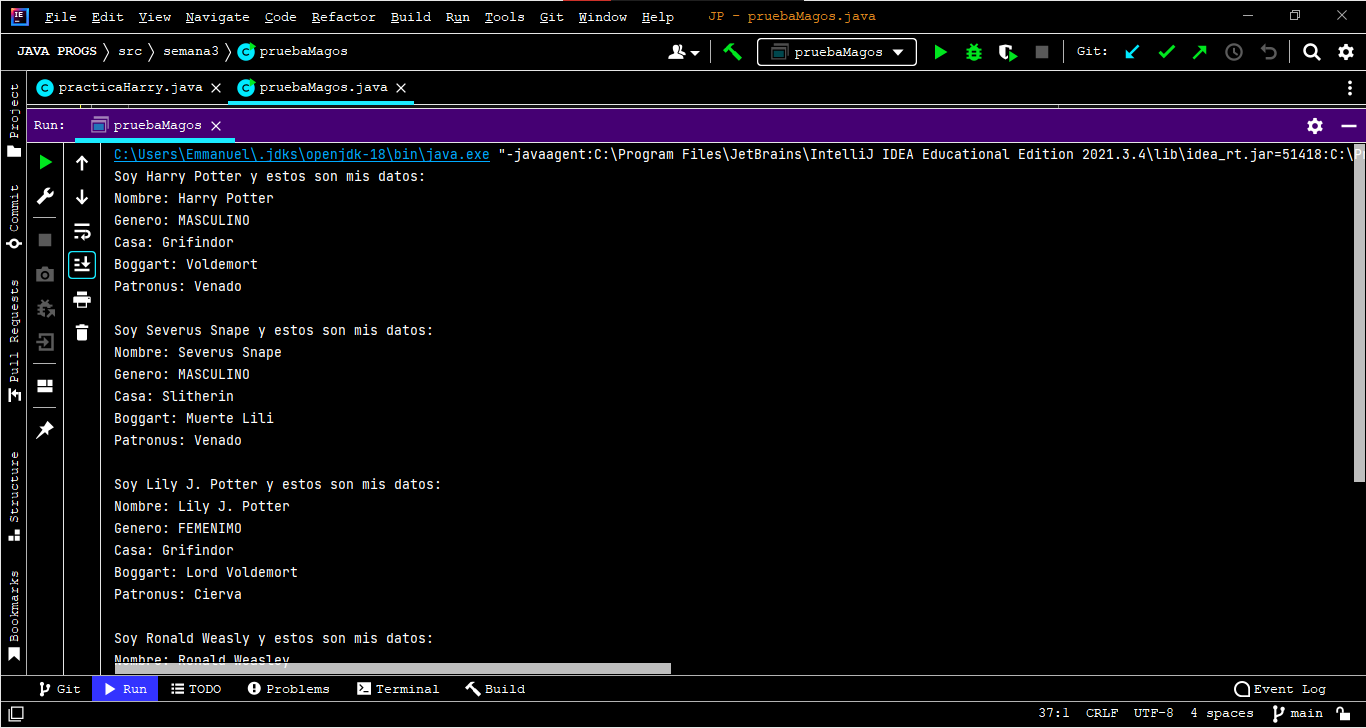 IE File Edit View Navigate Code Refactor Build Run Tools Git Window Help JP - pruebaMagos.java
JAVA PROGS src semana3 C pruebaMagos pruebaMagos Git:
C practicaHarry.java C pruebaMagos.java
Run: pruebaMagos
Project
Commit
Pull Requests
Structure
Bookmarks
C:\Users\Emmanuel\.jdks\openjdk-18\bin\java.exe "-javaagent:C:\Program Files\JetBrains\IntelliJ IDEA Educational Edition 2021.3.4\lib\idea_rt.jar=51418:C:\P
Soy Harry Potter y estos son mis datos:
Nombre: Harry Potter
Genero: MASCULINO
Casa: Grifindor
Boggart: Voldemort
Patronus: Venado
Soy Severus Snape y estos son mis datos:
Nombre: Severus Snape
Genero: MASCULINO
Casa: Slitherin
Boggart: Muerte Lili
Patronus: Venado
Soy Lily J. Potter y estos son mis datos:
Nombre: Lily J. Potter
Genero: FEMENIMO
Casa: Grifindor
Boggart: Lord Voldemort
Patronus: Cierva
Soy Ronald Weasly y estos son mis datos:
Nombre: Ronald Weasley
Git Run TODO Problems Terminal Build Event Log
37:1 CRLF UTF-8 4 spaces main